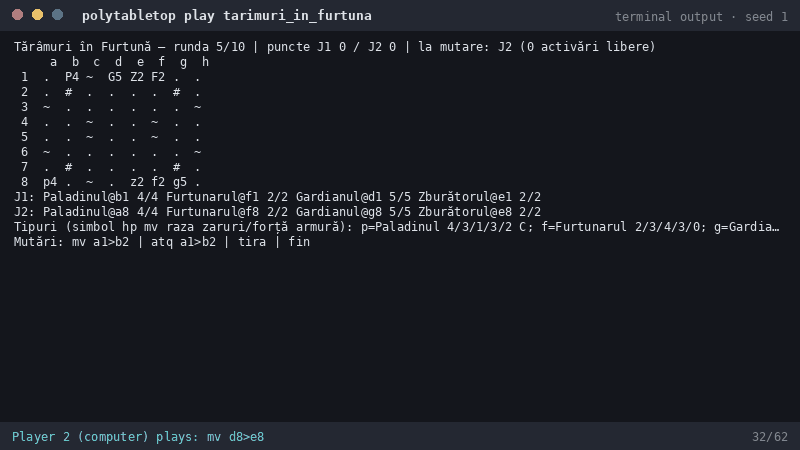 polytabletop play tarimuri_in_furtuna
terminal output · seed 1
Tărâmuri în Furtună — runda 5/10 | puncte J1 0 / J2 0 | la mutare: J2 (0 activări libere)
a b c d e f g h
1 . P4 ~ G5 Z2 F2 . .
2 . # . . . . # .
3 ~ . . . . . . ~
4 . . ~ . . ~ . .
5 . . ~ . . ~ . .
6 ~ . . . . . . ~
7 . # . . . . # .
8 p4 . ~ . z2 f2 g5 .
J1: Paladinul@b1 4/4 Furtunarul@f1 2/2 Gardianul@d1 5/5 Zburătorul@e1 2/2
J2: Paladinul@a8 4/4 Furtunarul@f8 2/2 Gardianul@g8 5/5 Zburătorul@e8 2/2
Tipuri (simbol hp mv raza zaruri/forță armură): p=Paladinul 4/3/1/3/2 C; f=Furtunarul 2/3/4/3/0; g=Gardia…
Mutări: mv a1>b2 | atq a1>b2 | tira | fin
Player 2 (computer) plays: mv d8>e8
32/62